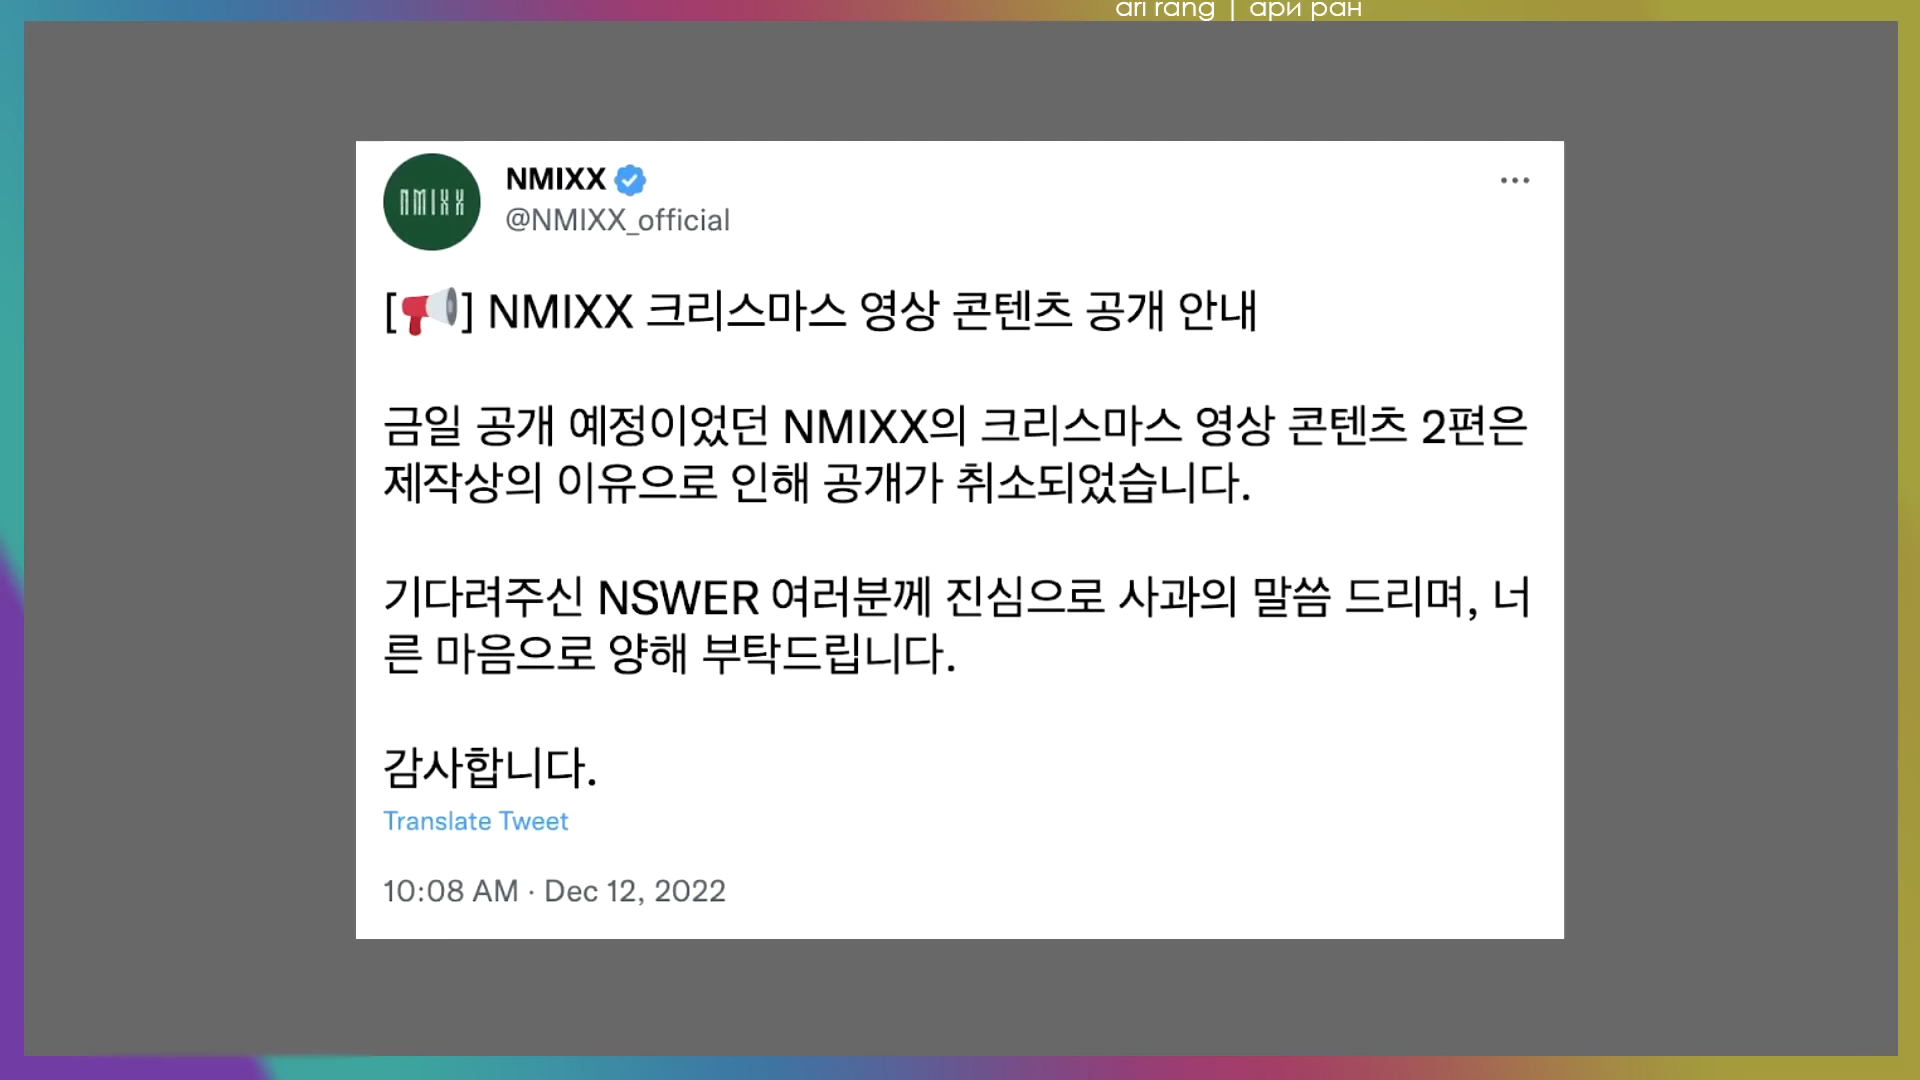 ari rang | ари ран
NMIXX
NMIXX
@NMIXX_official
[📢] NMIXX 크리스마스 영상 콘텐츠 공개 안내
금일 공개 예정이었던 NMIXX의 크리스마스 영상 콘텐츠 2편은
제작상의 이유으로 인해 공개가 취소되었습니다.
기다려주신 NSWER 여러분께 진심으로 사과의 말씀 드리며, 너
른 마음으로 양해 부탁드립니다.
감사합니다.
Translate Tweet
10:08 AM · Dec 12, 2022